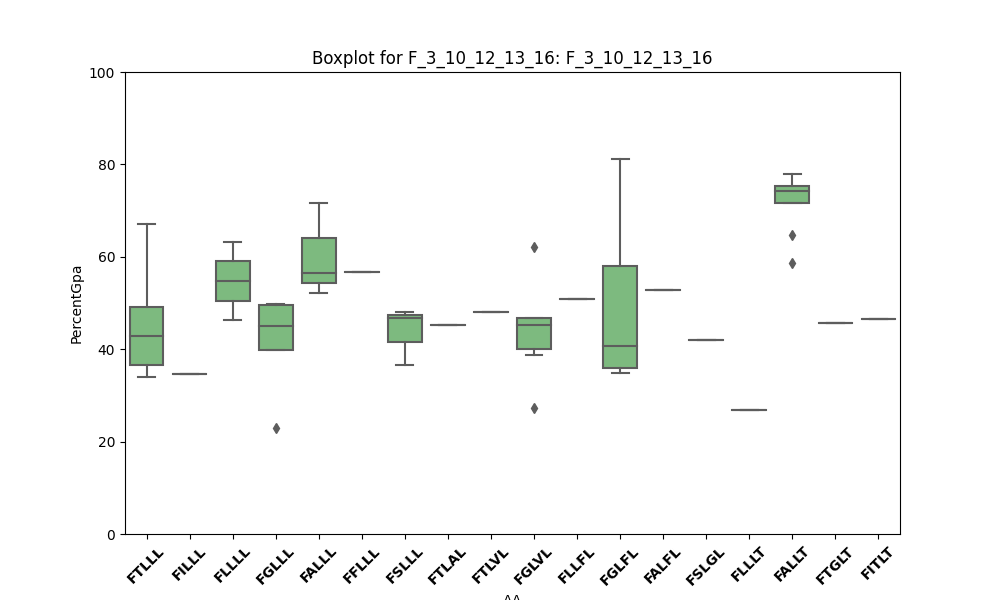 Boxplot for F_3_10_12_13_16: F_3_10_12_13_16
100
80
60
40
20
0
PercentGpa
FTLLL
FILLL
FLLLL
FGLLL
FALLL
FFLLL
FSLLL
FTLAL
FTLVL
FGLVL
FLLFL
FGLFL
FALFL
FSLGL
FLLLT
FALLT
FTGLT
FITLT
AA